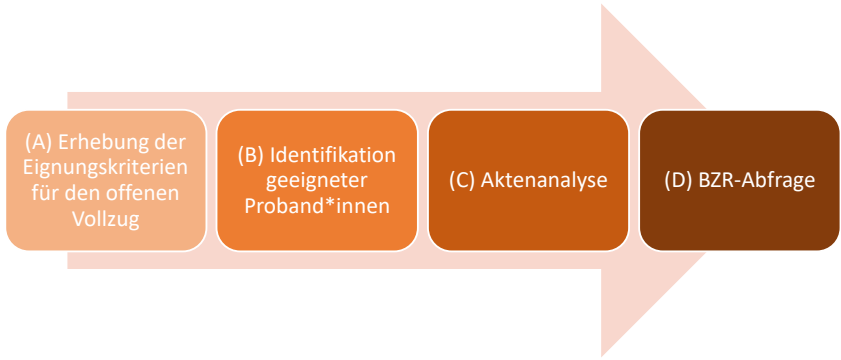 (A) Erhebung der
Eignungskriterien
für den offenen
Vollzug
(B) Identifikation
geeigneter
Proband*innen
(C) Aktenanalyse
(D) BZR-Abfrage